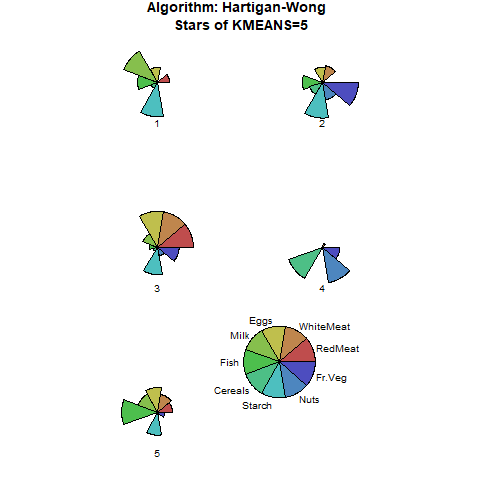 Algorithm: Hartigan-Wong
Stars of KMEANS=5
1
2
3
4
Eggs
WhiteMeat
Milk
RedMeat
Fish
Fr.Veg
Cereals
Nuts
Starch
5